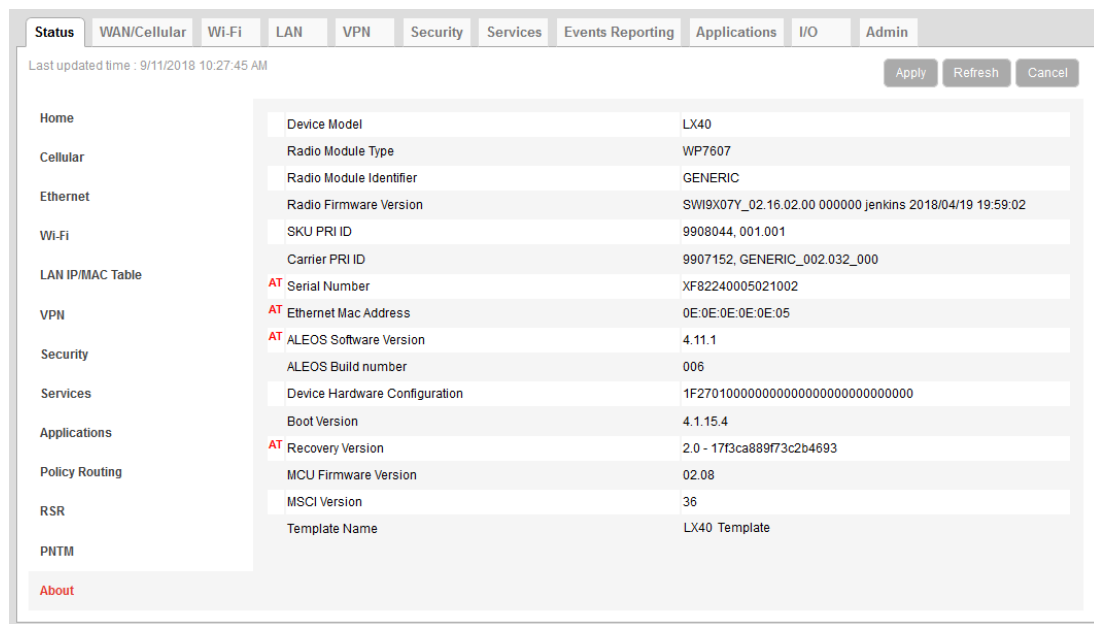 Status WAN/Cellular Wi-Fi LAN VPN Security Services Events Reporting Applications I/O Admin
Last updated time : 9/11/2018 10:27:45 AM
Apply Refresh Cancel
Home
Cellular
Ethernet
Wi-Fi
LAN IP/MAC Table
VPN
Security
Services
Applications
Policy Routing
RSR
PNTM
About
Device Model LX40
Radio Module Type WP7607
Radio Module Identifier GENERIC
Radio Firmware Version SWI9X07Y_02.16.02.00 000000 jenkins 2018/04/19 19:59:02
SKU PRI ID 9908044, 001.001
Carrier PRI ID 9907152, GENERIC_002.032_000
AT Serial Number XF82240005021002
AT Ethernet Mac Address 0E:0E:0E:0E:0E:05
AT ALEOS Software Version 4.11.1
ALEOS Build number 006
Device Hardware Configuration
Boot Version 4.1.15.4
AT Recovery Version 2.0 - 17f3ca889f73c2b4693
MCU Firmware Version 02.08
MSCI Version 36
Template Name LX40 Template